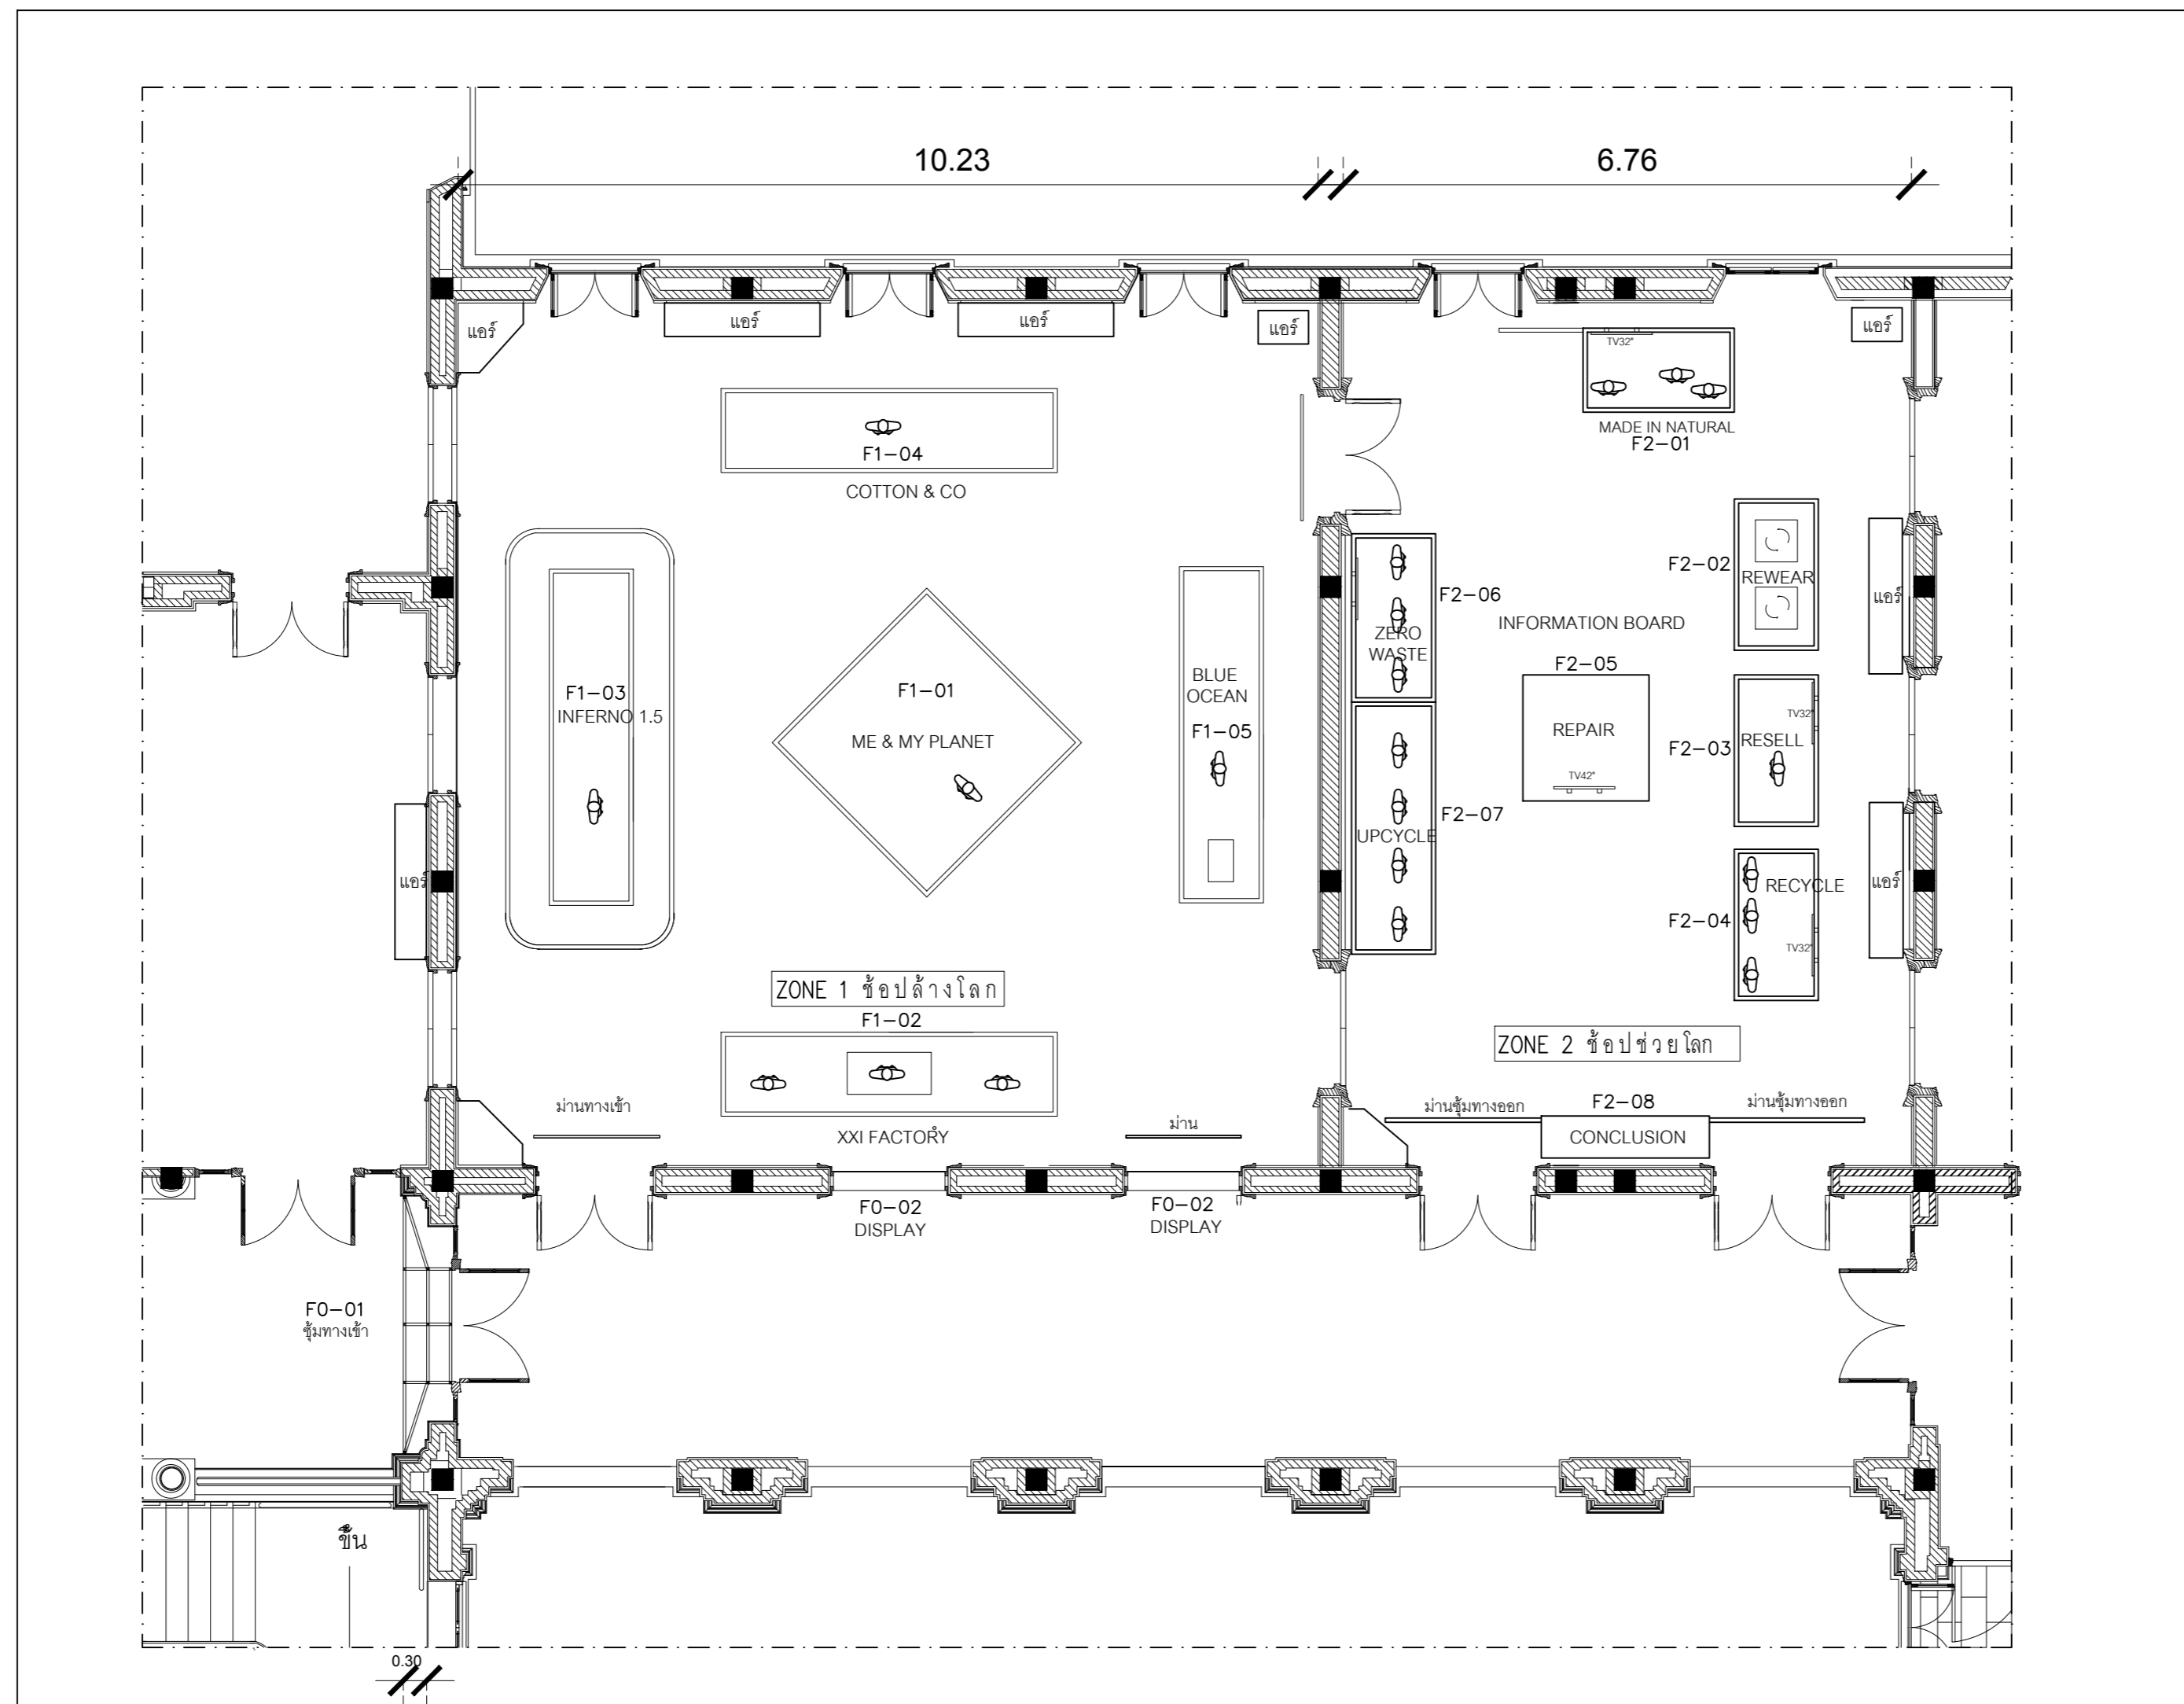 10.23
6.76
แอร์
แอร์
แอร์
แอร์
แอร์
TV32"
MADE IN NATURAL
F2-01
F1-04
COTTON & CO
F2-02
REWEAR
แอร์
F2-06
ZERO
WASTE
INFORMATION BOARD
F2-05
REPAIR
TV42"
F1-03
INFERNO 1.5
F1-01
ME & MY PLANET
BLUE
OCEAN
F1-05
TV32"
F2-03
RESELL
F2-07
UPCYCLE
แอร์
RECYCLE
แอร์
F2-04
TV32"
ZONE 1 ช้อปล้างโลก
F1-02
ZONE 2 ช้อปช่วยโลก
ม่านทางเข้า
XXI FACTORY
ม่าน
ม่านซุ้มทางออก
F2-08
ม่านซุ้มทางออก
CONCLUSION
F0-02
DISPLAY
F0-02
DISPLAY
F0-01
ซุ้มทางเข้า
ขึ้น
0.30